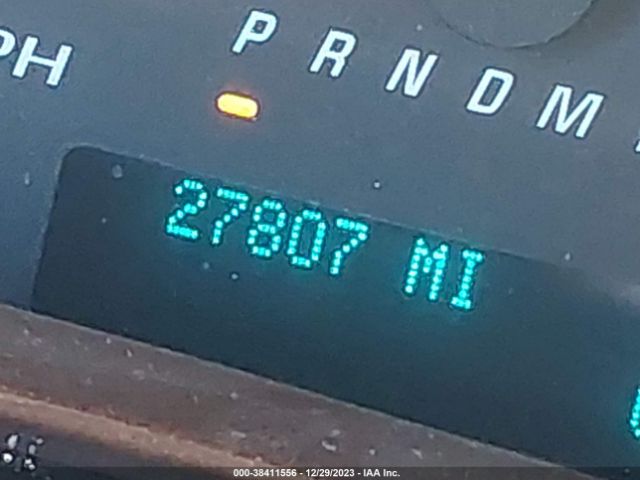 PH
P R N D M
27807 MI
000-38411556 - 12/29/2023 - IAA Inc.